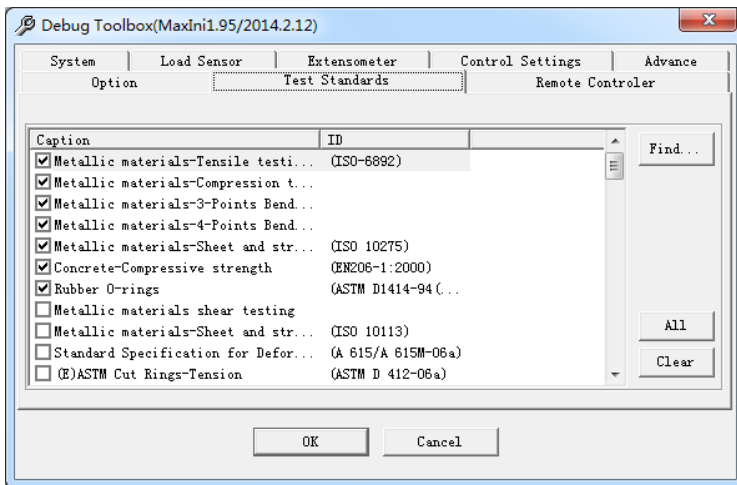 Debug Toolbox(MaxIni1.95/2014.2.12)
System Load Sensor Extensometer Control Settings Advance
Option Test Standards Remote Controler
Caption ID
Metallic materials-Tensile testi... (ISO-6892)
Metallic materials-Compression t...
Metallic materials-3-Points Bend...
Metallic materials-4-Points Bend...
Metallic materials-Sheet and str... (ISO 10275)
Concrete-Compressive strength (EN206-1:2000)
Rubber O-rings (ASTM D1414-94(...
Metallic materials shear testing
Metallic materials-Sheet and str... (ISO 10113)
Standard Specification for Defor... (A 615/A 615M-06a)
(E)ASTM Cut Rings-Tension (ASTM D 412-06a)
Find...
All
Clear
OK Cancel